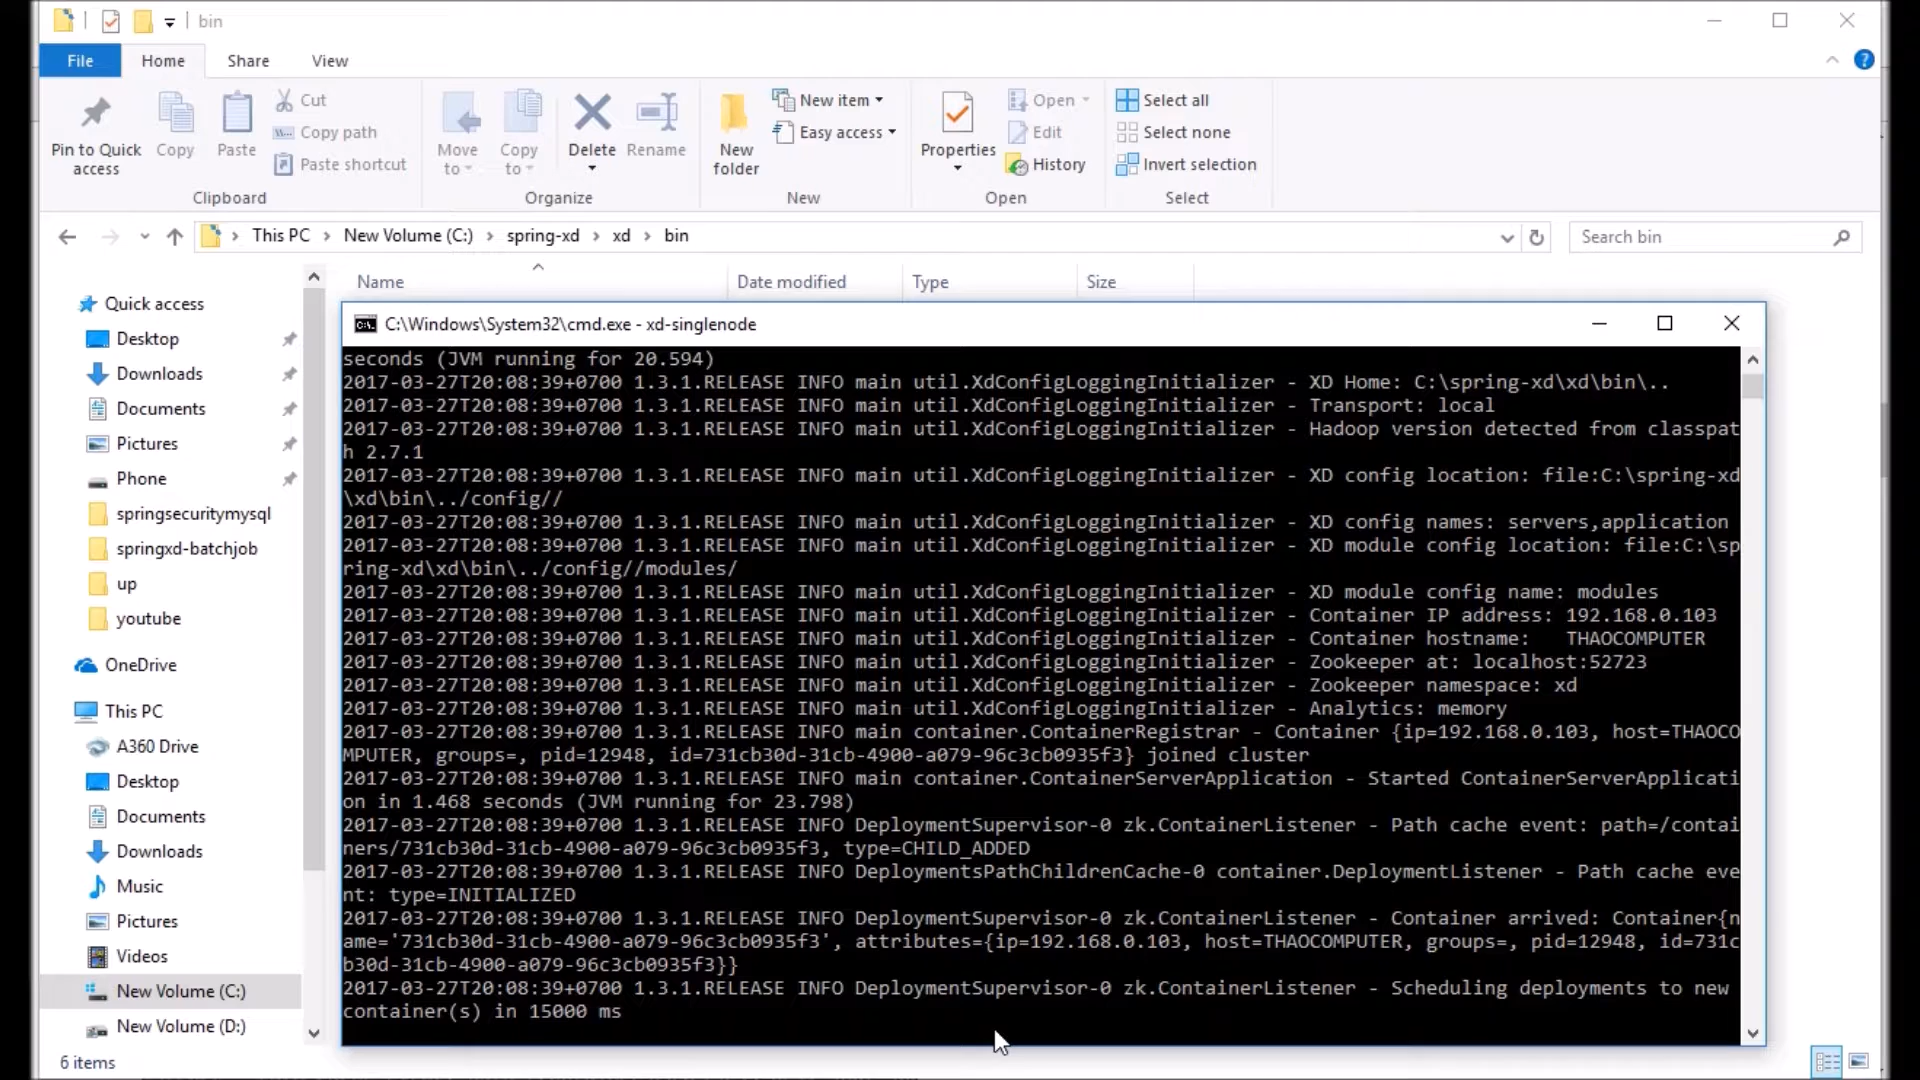 bin
File
Home
Share
View
Pin to Quick access
Copy
Paste
Cut
Copy path
Paste shortcut
Clipboard
Move to
Copy to
Delete
Rename
Organize
New folder
New item
Easy access
New
Properties
Open
Edit
History
Open
Select all
Select none
Invert selection
Select
This PC > New Volume (C:) > spring-xd > xd > bin
Search bin
Name
Date modified
Type
Size
Quick access
Desktop
Downloads
Documents
Pictures
Phone
springsecuritymysql
springxd-batchjob
up
youtube
OneDrive
This PC
A360 Drive
Desktop
Documents
Downloads
Music
Pictures
Videos
New Volume (C:)
New Volume (D:)
6 items
C:\Windows\System32\cmd.exe - xd-singlenode
seconds (JVM running for 20.594)
2017-03-27T20:08:39+0700 1.3.1.RELEASE INFO main util.XdConfigLoggingInitializer - XD Home: C:\spring-xd\xd\bin\..
2017-03-27T20:08:39+0700 1.3.1.RELEASE INFO main util.XdConfigLoggingInitializer - Transport: local
2017-03-27T20:08:39+0700 1.3.1.RELEASE INFO main util.XdConfigLoggingInitializer - Hadoop version detected from classpat
h 2.7.1
2017-03-27T20:08:39+0700 1.3.1.RELEASE INFO main util.XdConfigLoggingInitializer - XD config location: file:C:\spring-xd
\xd\bin\../config//
2017-03-27T20:08:39+0700 1.3.1.RELEASE INFO main util.XdConfigLoggingInitializer - XD config names: servers,application
2017-03-27T20:08:39+0700 1.3.1.RELEASE INFO main util.XdConfigLoggingInitializer - XD module config location: file:C:\sp
ring-xd\xd\bin\../config//modules/
2017-03-27T20:08:39+0700 1.3.1.RELEASE INFO main util.XdConfigLoggingInitializer - XD module config name: modules
2017-03-27T20:08:39+0700 1.3.1.RELEASE INFO main util.XdConfigLoggingInitializer - Container IP address: 192.168.0.103
2017-03-27T20:08:39+0700 1.3.1.RELEASE INFO main util.XdConfigLoggingInitializer - Container hostname:   THAOCOMPUTER
2017-03-27T20:08:39+0700 1.3.1.RELEASE INFO main util.XdConfigLoggingInitializer - Zookeeper at: localhost:52723
2017-03-27T20:08:39+0700 1.3.1.RELEASE INFO main util.XdConfigLoggingInitializer - Zookeeper namespace: xd
2017-03-27T20:08:39+0700 1.3.1.RELEASE INFO main util.XdConfigLoggingInitializer - Analytics: memory
2017-03-27T20:08:39+0700 1.3.1.RELEASE INFO main container.ContainerRegistrar - Container {ip=192.168.0.103, host=THAOCO
MPUTER, groups=, pid=12948, id=731cb30d-31cb-4900-a079-96c3cb0935f3} joined cluster
2017-03-27T20:08:39+0700 1.3.1.RELEASE INFO main container.ContainerServerApplication - Started ContainerServerApplicati
on in 1.468 seconds (JVM running for 23.798)
2017-03-27T20:08:39+0700 1.3.1.RELEASE INFO DeploymentSupervisor-0 zk.ContainerListener - Path cache event: path=/contai
ners/731cb30d-31cb-4900-a079-96c3cb0935f3, type=CHILD_ADDED
2017-03-27T20:08:39+0700 1.3.1.RELEASE INFO DeploymentsPathChildrenCache-0 container.DeploymentListener - Path cache eve
nt: type=INITIALIZED
2017-03-27T20:08:39+0700 1.3.1.RELEASE INFO DeploymentSupervisor-0 zk.ContainerListener - Container arrived: Container{n
ame='731cb30d-31cb-4900-a079-96c3cb0935f3', attributes={ip=192.168.0.103, host=THAOCOMPUTER, groups=, pid=12948, id=731c
b30d-31cb-4900-a079-96c3cb0935f3}}
2017-03-27T20:08:39+0700 1.3.1.RELEASE INFO DeploymentSupervisor-0 zk.ContainerListener - Scheduling deployments to new
container(s) in 15000 ms